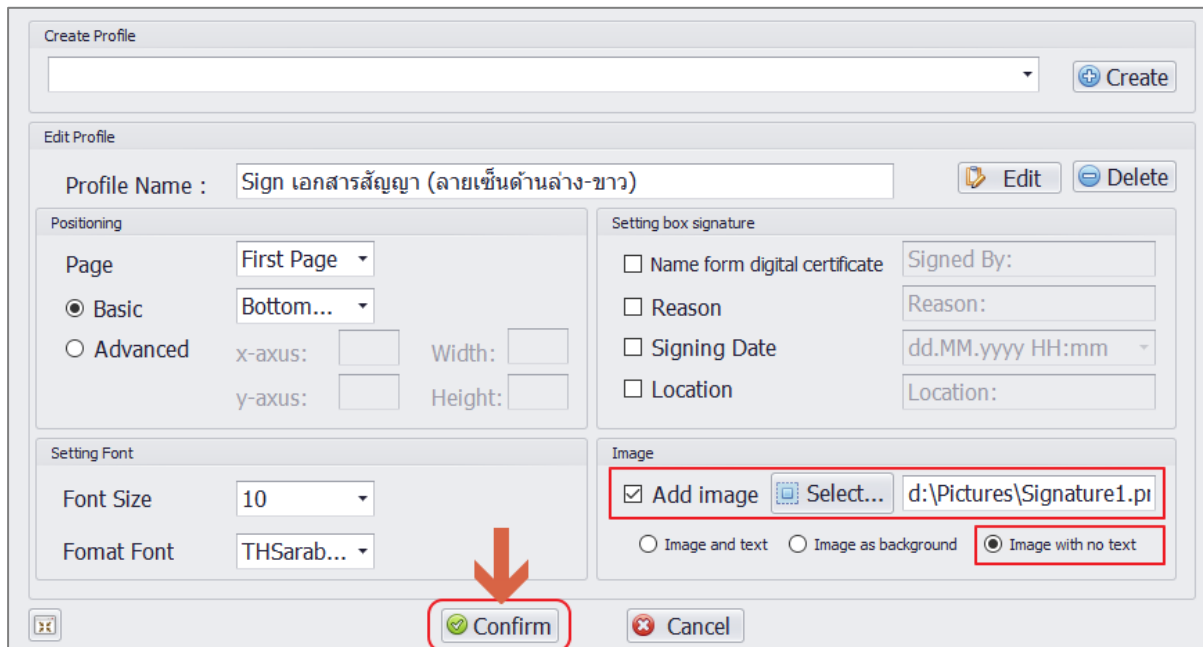 Create Profile
Create
Edit Profile
Profile Name : Sign เอกสารสัญญา (ลายเซ็นด้านล่าง-ขาว) Edit Delete
Positioning
Page First Page
Basic Bottom...
Advanced x-axus: Width:
y-axus: Height:
Setting box signature
Name form digital certificate Signed By:
Reason Reason:
Signing Date dd.MM.yyyy HH:mm
Location Location:
Setting Font
Font Size 10
Fomat Font THSarab...
Image
Add image Select... d:\Pictures\Signature1.pr
Image and text Image as background Image with no text
Confirm Cancel